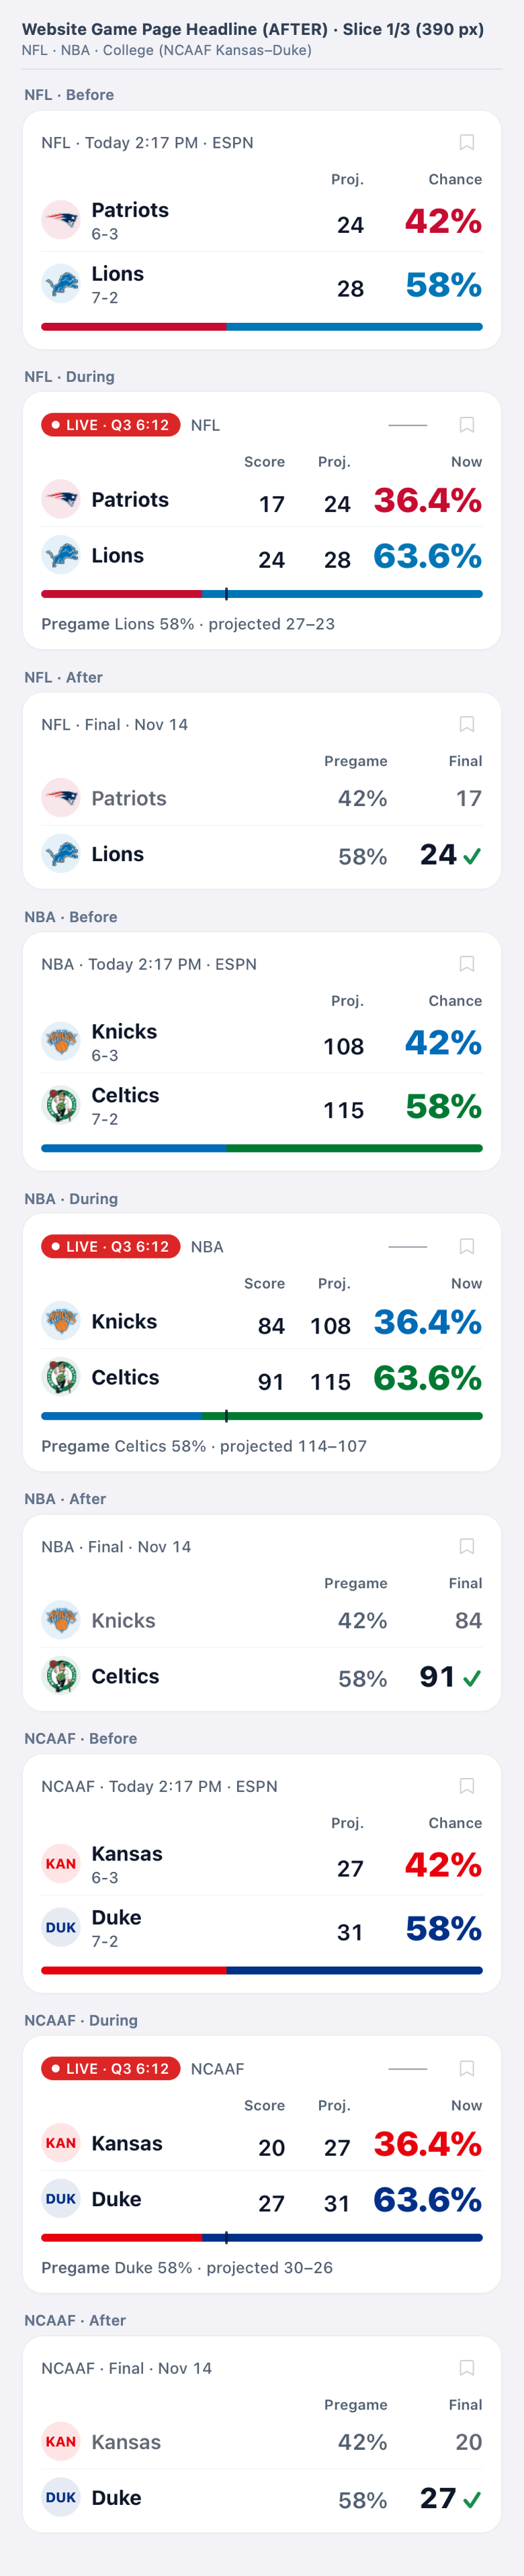 Website Game Page Headline (AFTER) · Slice 1/3 (390 px)
NFL · NBA · College (NCAAF Kansas–Duke)
NFL · Before
NFL · Today 2:17 PM · ESPN
Proj. Chance
Patriots 24 42%
6-3
Lions 28 58%
7-2
NFL · During
LIVE · Q3 6:12 NFL
Score Proj. Now
Patriots 17 24 36.4%
Lions 24 28 63.6%
Pregame Lions 58% · projected 27–23
NFL · After
NFL · Final · Nov 14
Pregame Final
Patriots 42% 17
Lions 58% 24
NBA · Before
NBA · Today 2:17 PM · ESPN
Proj. Chance
Knicks 108 42%
6-3
Celtics 115 58%
7-2
NBA · During
LIVE · Q3 6:12 NBA
Score Proj. Now
Knicks 84 108 36.4%
Celtics 91 115 63.6%
Pregame Celtics 58% · projected 114–107
NBA · After
NBA · Final · Nov 14
Pregame Final
Knicks 42% 84
Celtics 58% 91
NCAAF · Before
NCAAF · Today 2:17 PM · ESPN
Proj. Chance
KAN Kansas 27 42%
6-3
DUK Duke 31 58%
7-2
NCAAF · During
LIVE · Q3 6:12 NCAAF
Score Proj. Now
KAN Kansas 20 27 36.4%
DUK Duke 27 31 63.6%
Pregame Duke 58% · projected 30–26
NCAAF · After
NCAAF · Final · Nov 14
Pregame Final
KAN Kansas 42% 20
DUK Duke 58% 27